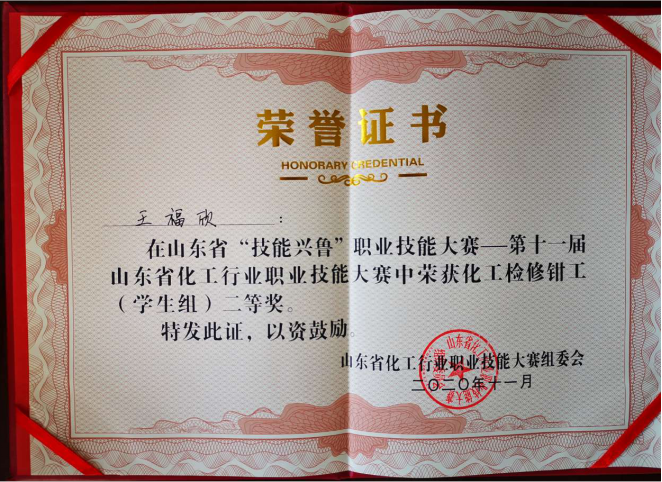 荣誉证书
HONORARY CREDENTIAL
王福欣：
在山东省“技能兴鲁”职业技能大赛—第十一届
山东省化工行业职业技能大赛中荣获化工检修钳工
（学生组）二等奖。
特发此证，以资鼓励。
山东省化工行业职业技能大赛组委会
二〇二〇年十一月